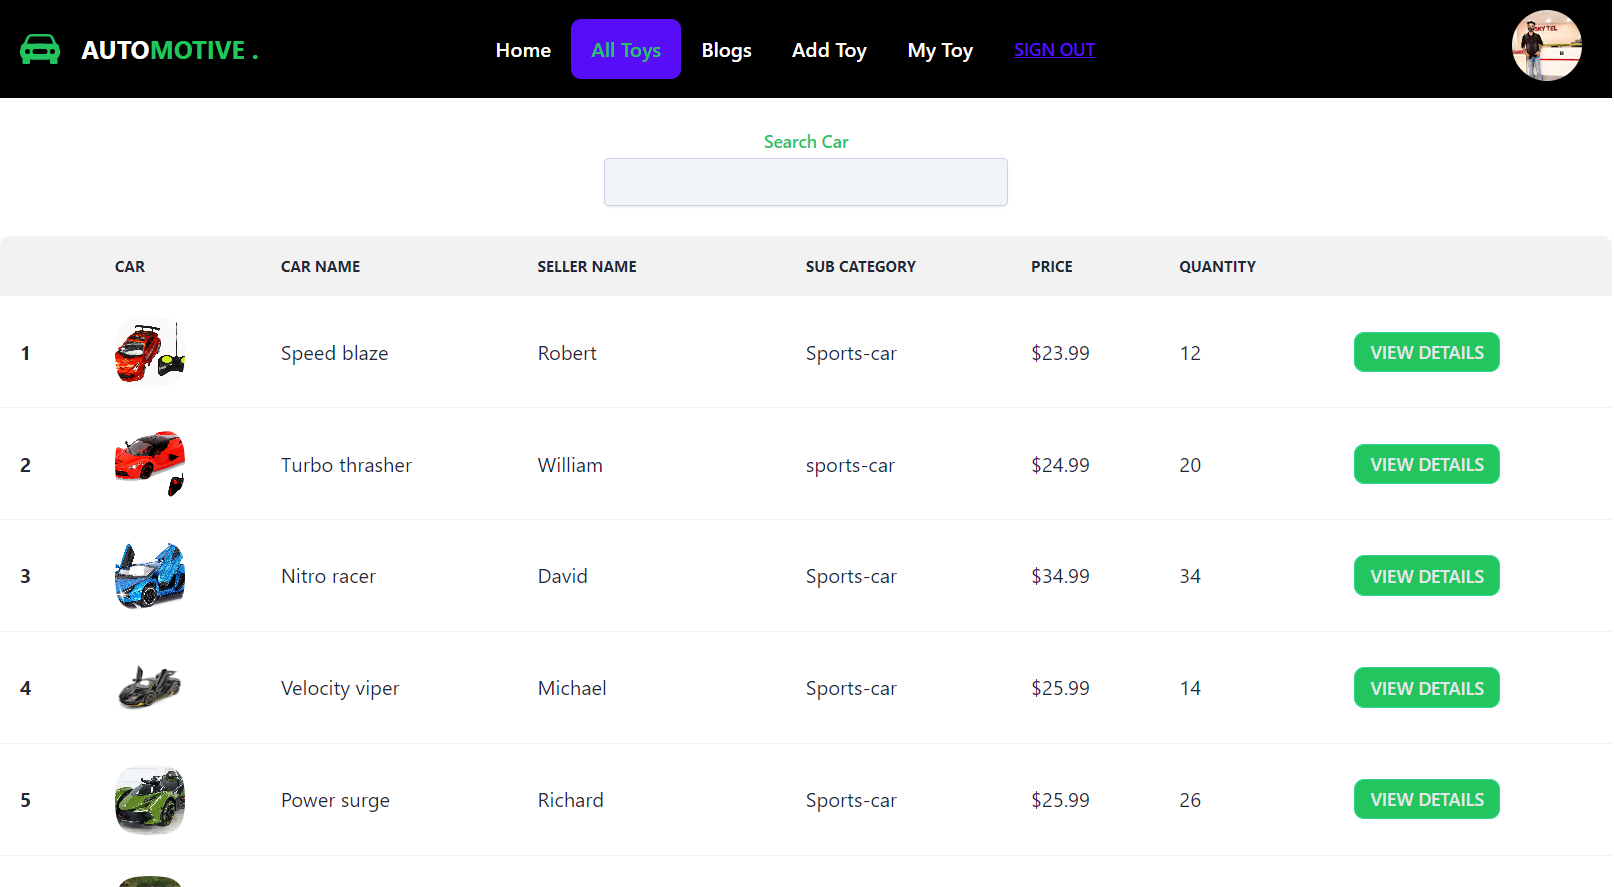 AUTOMOTIVE .
Home All Toys Blogs Add Toy My Toy SIGN OUT
SKY TEL
Search Car
CAR CAR NAME SELLER NAME SUB CATEGORY PRICE QUANTITY
1 Speed blaze Robert Sports-car $23.99 12 VIEW DETAILS
2 Turbo thrasher William sports-car $24.99 20 VIEW DETAILS
3 Nitro racer David Sports-car $34.99 34 VIEW DETAILS
4 Velocity viper Michael Sports-car $25.99 14 VIEW DETAILS
5 Power surge Richard Sports-car $25.99 26 VIEW DETAILS